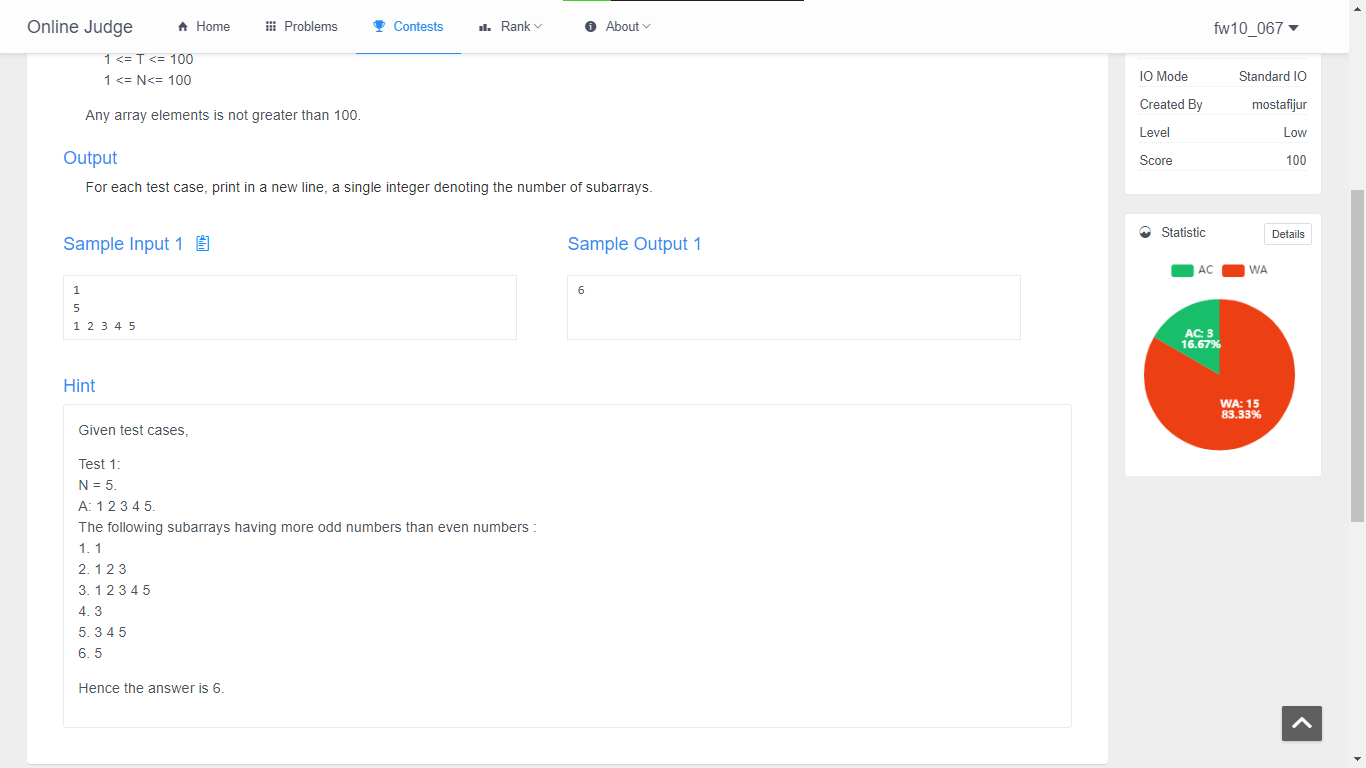 Online Judge
Home
Problems
Contests
Rank
About
fw10_067
1 <= T <= 100
1 <= N<= 100
Any array elements is not greater than 100.
Output
For each test case, print in a new line, a single integer denoting the number of subarrays.
Sample Input 1
Sample Output 1
1
5
1 2 3 4 5
6
Hint
Given test cases,
Test 1:
N = 5.
A: 1 2 3 4 5.
The following subarrays having more odd numbers than even numbers :
1. 1
2. 1 2 3
3. 1 2 3 4 5
4. 3
5. 3 4 5
6. 5
Hence the answer is 6.
IO Mode Standard IO
Created By mostafijur
Level Low
Score 100
Statistic
Details
AC WA
AC: 3
16.67%
WA: 15
83.33%